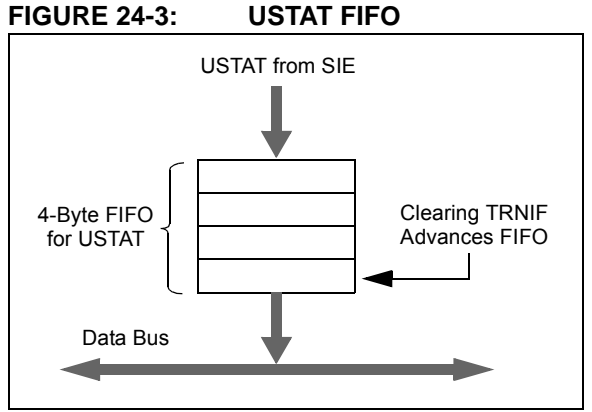 FIGURE 24-3: USTAT FIFO
USTAT from SIE
4-Byte FIFO
for USTAT
Clearing TRNIF
Advances FIFO
Data Bus